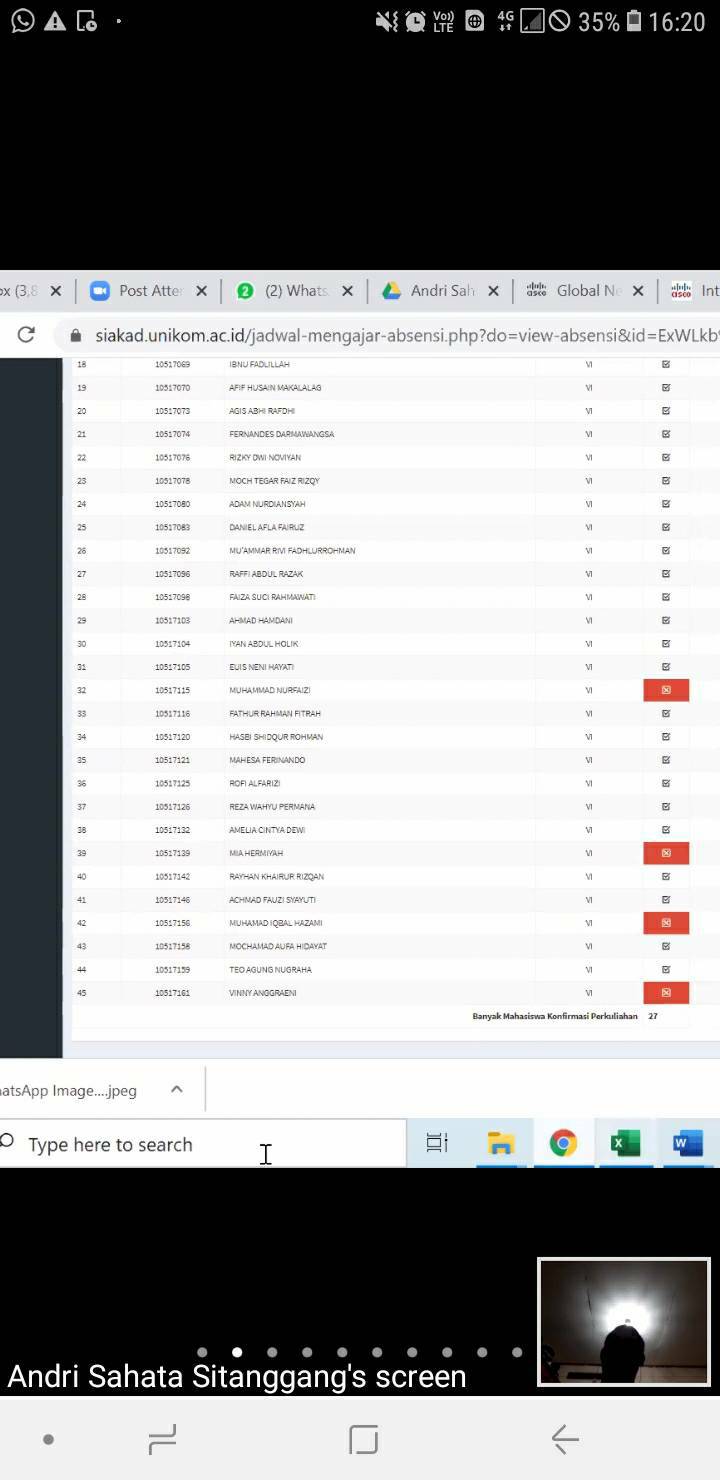 Vo)) LTE 4G 35% 16:20
ox (3,8 Post Atter 2 (2) Whats. Andri Sah cisco Global Ne cisco Int
siakad.unikom.ac.id/jadwal-mengajar-absensi.php?do=view-absensi&id=ExWLkb
18 10517069 IBNU FADLILLAH VI
19 10517070 AFIF HUSAIN MAKALALAG VI
20 10517073 AGIS ABHI RAFDHI VI
21 10517074 FERNANDES DARMAWANGSA VI
22 10517076 RIZKY DWI NOVIYAN VI
23 10517078 MOCH TEGAR FAIZ RIZQY VI
24 10517080 ADAM NURDIANSYAH VI
25 10517083 DANIEL AFLA FAIRUZ VI
26 10517092 MU'AMMAR RIVI FADHLURROHMAN VI
27 10517096 RAFFI ABDUL RAZAK VI
28 10517098 FAIZA SUCI RAHMAWATI VI
29 10517103 AHMAD HAMDANI VI
30 10517104 IYAN ABDUL HOLIK VI
31 10517105 EUIS NENI HAYATI VI
32 10517115 MUHAMMAD NURFAIZI VI
33 10517116 FATHUR RAHMAN FITRAH VI
34 10517120 HASBI SHIDQUR ROHMAN VI
35 10517121 MAHESA FERINANDO VI
36 10517125 ROFI ALFARIZI VI
37 10517126 REZA WAHYU PERMANA VI
38 10517132 AMELIA CINTYA DEWI VI
39 10517139 MIA HERMIYAH VI
40 10517142 RAYHAN KHAIRUR RIZQAN VI
41 10517146 ACHMAD FAUZI SYAYUTI VI
42 10517156 MUHAMAD IQBAL HAZAMI VI
43 10517158 MOCHAMAD AUFA HIDAYAT VI
44 10517159 TEO AGUNG NUGRAHA VI
45 10517161 VINNY ANGGRAENI VI
Banyak Mahasiswa Konfirmasi Perkuliahan 27
atsApp Image....jpeg
Type here to search
Andri Sahata Sitanggang's screen